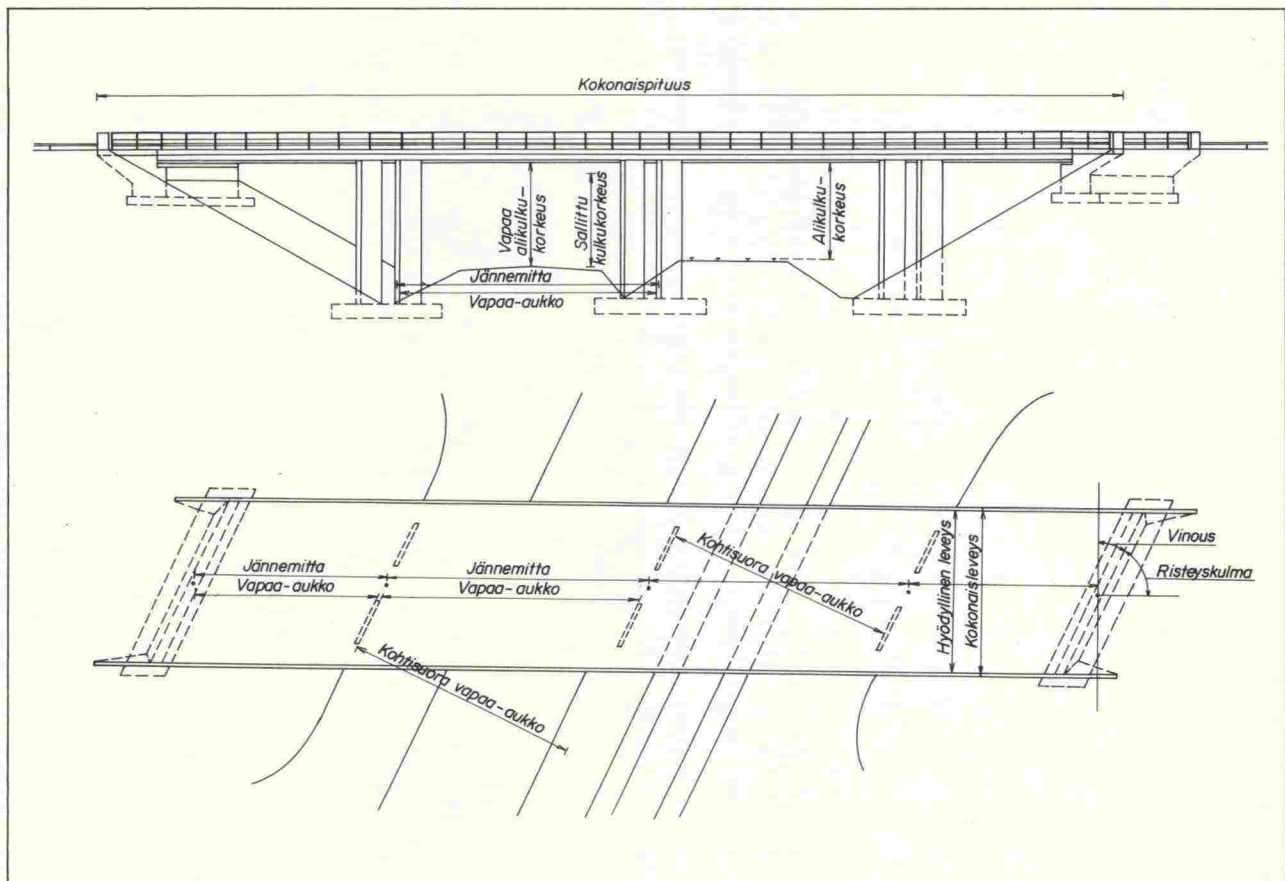 Kokonaispituus
Vapaa
alikulku-
korkeus
Sallittu
kulkukorkeus
Alikulku-
korkeus
Jännemitta
Vapaa-aukko
Jännemitta
Vapaa-aukko
Jännemitta
Vapaa-aukko
Kohtisuora vapaa-aukko
Kohtisuora vapaa-aukko
Hyödyllinen leveys
Kokonaisleveys
Vinous
Risteyskulma